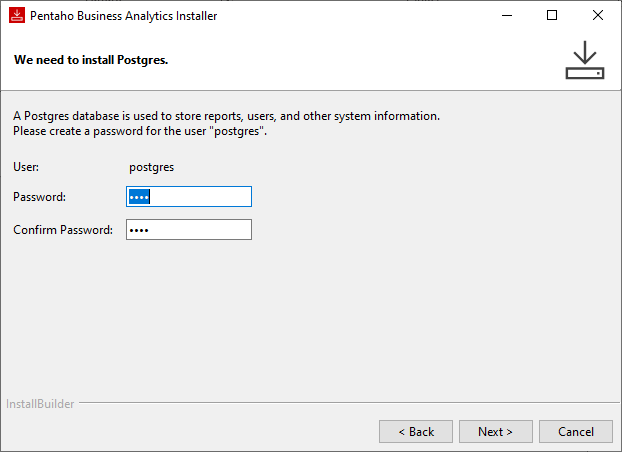 Pentaho Business Analytics Installer
We need to install Postgres.
A Postgres database is used to store reports, users, and other system information.
Please create a password for the user "postgres".
User: postgres
Password: ••••
Confirm Password: ••••
InstallBuilder
< Back Next > Cancel